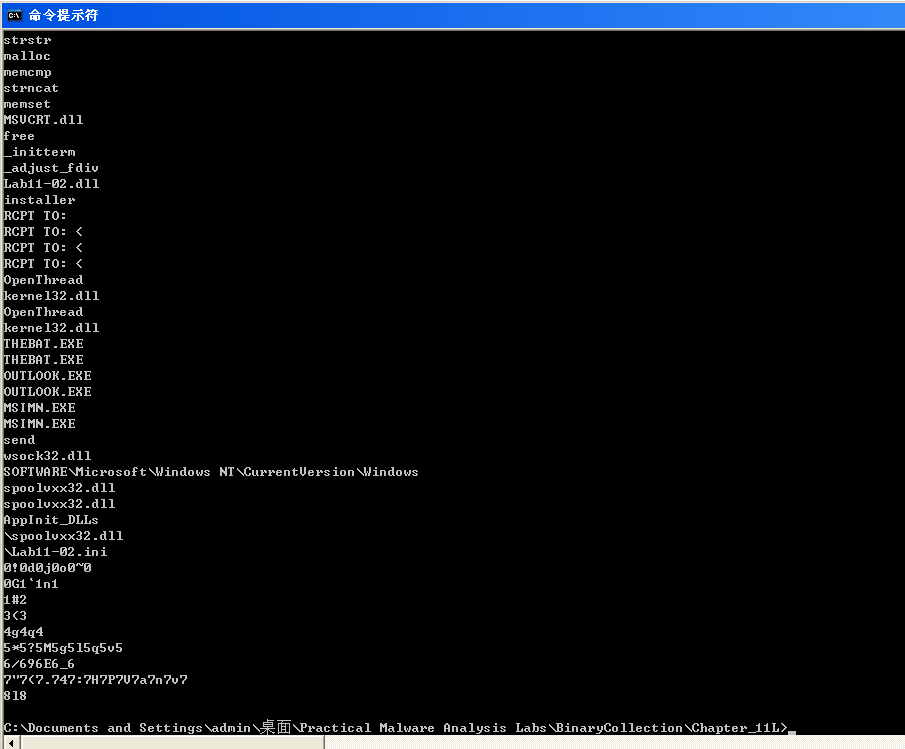 命令提示符
strstr
malloc
memcmp
strncat
memset
MSVCRT.dll
free
_initterm
_adjust_fdiv
Lab11-02.dll
installer
RCPT TO:
RCPT TO: <
RCPT TO: <
RCPT TO: <
OpenThread
kernel32.dll
OpenThread
kernel32.dll
THEBAT.EXE
THEBAT.EXE
OUTLOOK.EXE
OUTLOOK.EXE
MSIMN.EXE
MSIMN.EXE
send
wsock32.dll
SOFTWARE\Microsoft\Windows NT\CurrentVersion\Windows
spoolvxx32.dll
spoolvxx32.dll
AppInit_DLLs
\spoolvxx32.dll
\Lab11-02.ini
0!0d0j0o0~0
0G1`1n1
1#2
3<3
4g4q4
5*5?5M5g5l5q5v5
6/696E6_6
7"7<7.747:7H7P7V7a7n7v7
8l8
C:\Documents and Settings\admin\桌面\Practical Malware Analysis Labs\BinaryCollection\Chapter_11L>